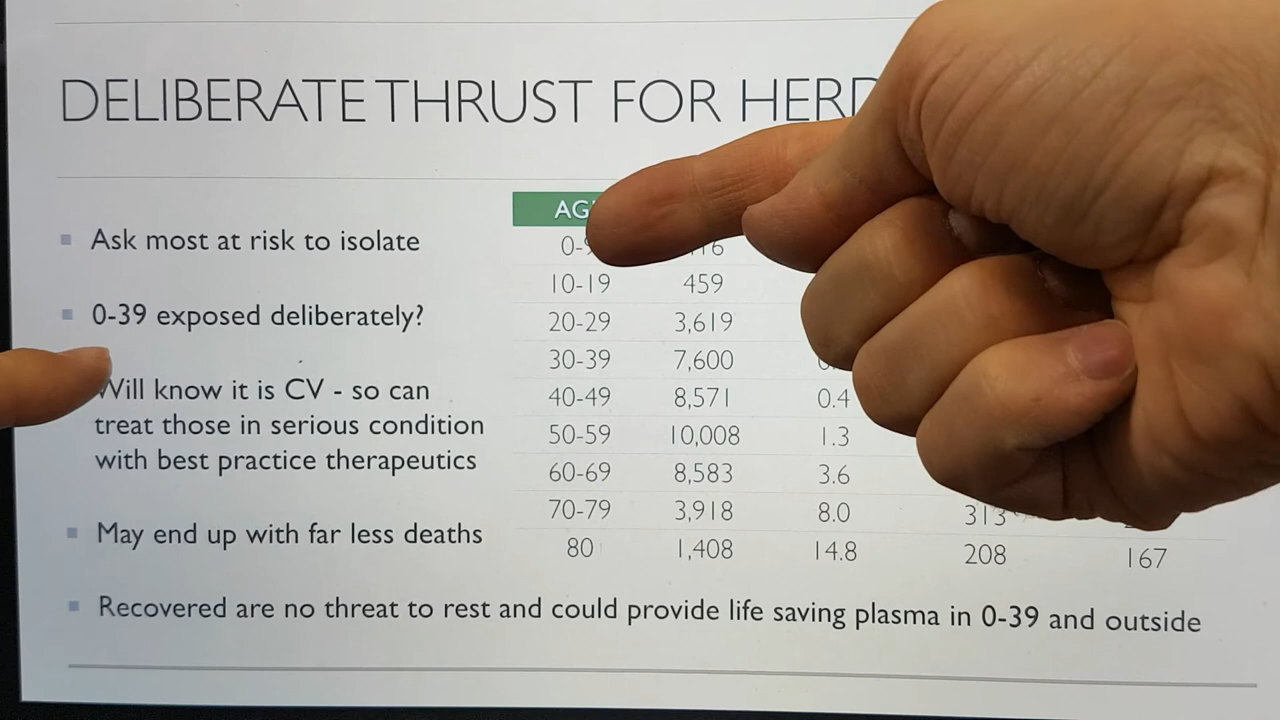 DELIBERATE THRUST FOR HERD
Ask most at risk to isolate
0-39 exposed deliberately?
Will know it is CV - so can
treat those in serious condition
with best practice therapeutics
May end up with far less deaths
Recovered are no threat to rest and could provide life saving plasma in 0-39 and outside
AG
0-
10-19 459
20-29 3,619
30-39 7,600
40-49 8,571 0.4
50-59 10,008 1.3
60-69 8,583 3.6
70-79 3,918 8.0 313
80 1,408 14.8 208 167